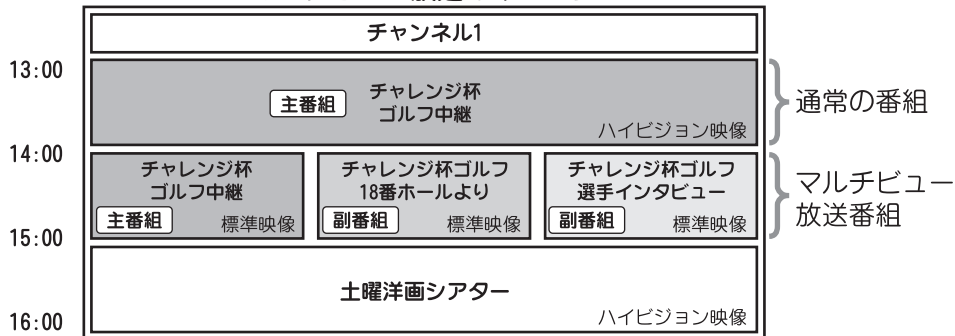 チャンネル1
13:00
主番組
チャレンジ杯
ゴルフ中継
ハイビジョン映像
通常の番組
14:00
チャレンジ杯
ゴルフ中継
主番組 標準映像
チャレンジ杯ゴルフ
18番ホールより
副番組 標準映像
チャレンジ杯ゴルフ
選手インタビュー
副番組 標準映像
マルチビュー
放送番組
15:00
土曜洋画シアター
ハイビジョン映像
16:00